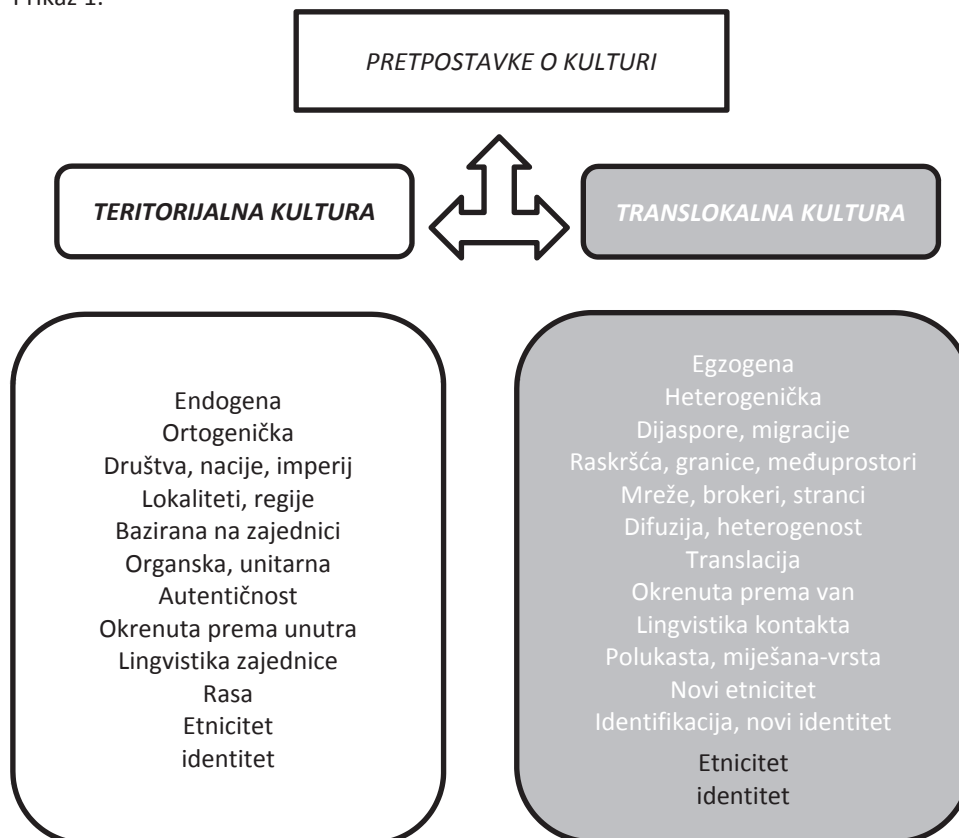 Prikaz 1.
PRETPOSTAVKE O KULTURI
TERITORIJALNA KULTURA
TRANSLOKALNA KULTURA
Endogena
Ortogenička
Društva, nacije, imperij
Lokaliteti, regije
Bazirana na zajednici
Organska, unitarna
Autentičnost
Okrenuta prema unutra
Lingvistika zajednice
Rasa
Etnicitet
identitet
Egzogena
Heterogenička
Dijaspore, migracije
Raskršća, granice, međuprostori
Mreže, brokeri, stranci
Difuzija, heterogenost
Translacija
Okrenuta prema van
Lingvistika kontakta
Polukasta, miješana-vrsta
Novi etnicitet
Identifikacija, novi identitet
Etnicitet
identitet